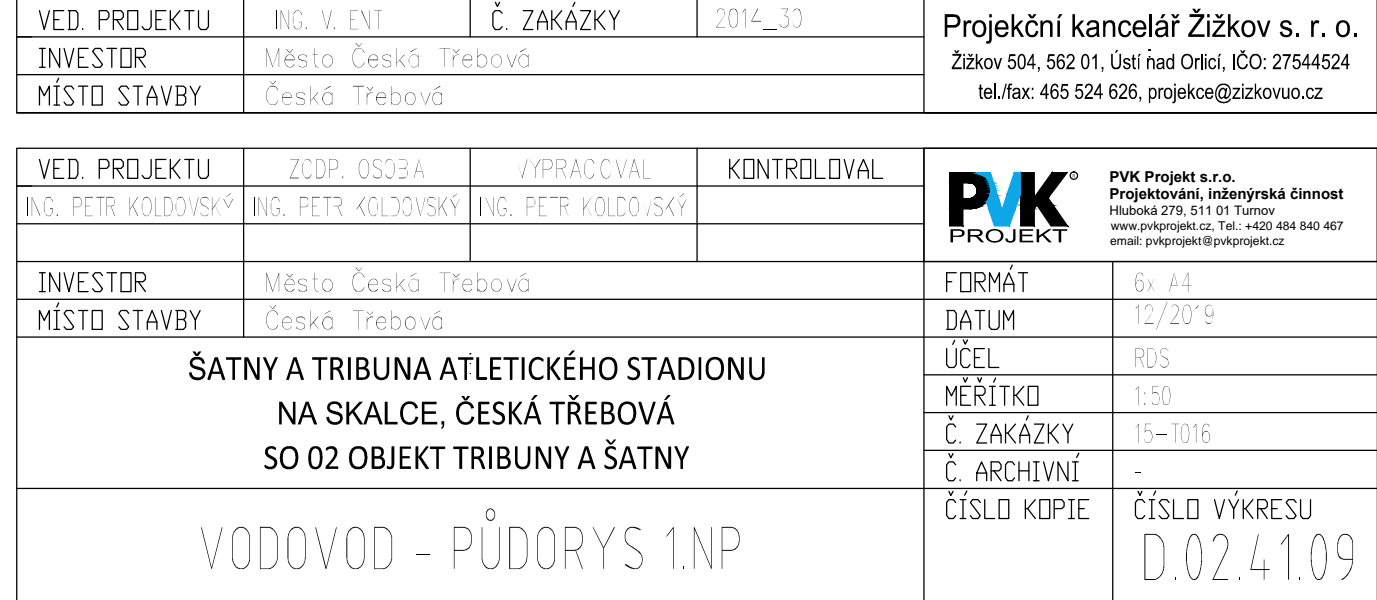 VED. PROJEKTU ING. V. ENT Č. ZAKÁZKY 2014_30
INVESTOR Město Česká Třebová
MÍSTO STAVBY Česká Třebová
Projekční kancelář Žižkov s. r. o.
Žižkov 504, 562 01, Ústí nad Orlicí, IČO: 27544524
tel./fax: 465 524 626, projekce@zizkovuo.cz
VED. PROJEKTU ZODP. OSOBA VYPRACOVAL KONTROLOVAL
ING. PETR KOLDOVSKÝ ING. PETR KOLDOVSKÝ ING. PETR KOLDOVSKÝ
PVK ®
PROJEKT
PVK Projekt s.r.o.
Projektování, inženýrská činnost
Hluboká 279, 511 01 Turnov
www.pvkprojekt.cz, Tel.: +420 484 840 467
email: pvkprojekt@pvkprojekt.cz
INVESTOR Město Česká Třebová
MÍSTO STAVBY Česká Třebová
FORMÁT 6x A4
DATUM 12/2019
ÚČEL RDS
MĚŘÍTKO 1:50
Č. ZAKÁZKY 15-T016
Č. ARCHIVNÍ -
ŠATNY A TRIBUNA ATLETICKÉHO STADIONU
NA SKALCE, ČESKÁ TŘEBOVÁ
SO 02 OBJEKT TRIBUNY A ŠATNY
VODOVOD - PŮDORYS 1.NP
ČÍSLO KOPIE ČÍSLO VÝKRESU
D.02.41.09